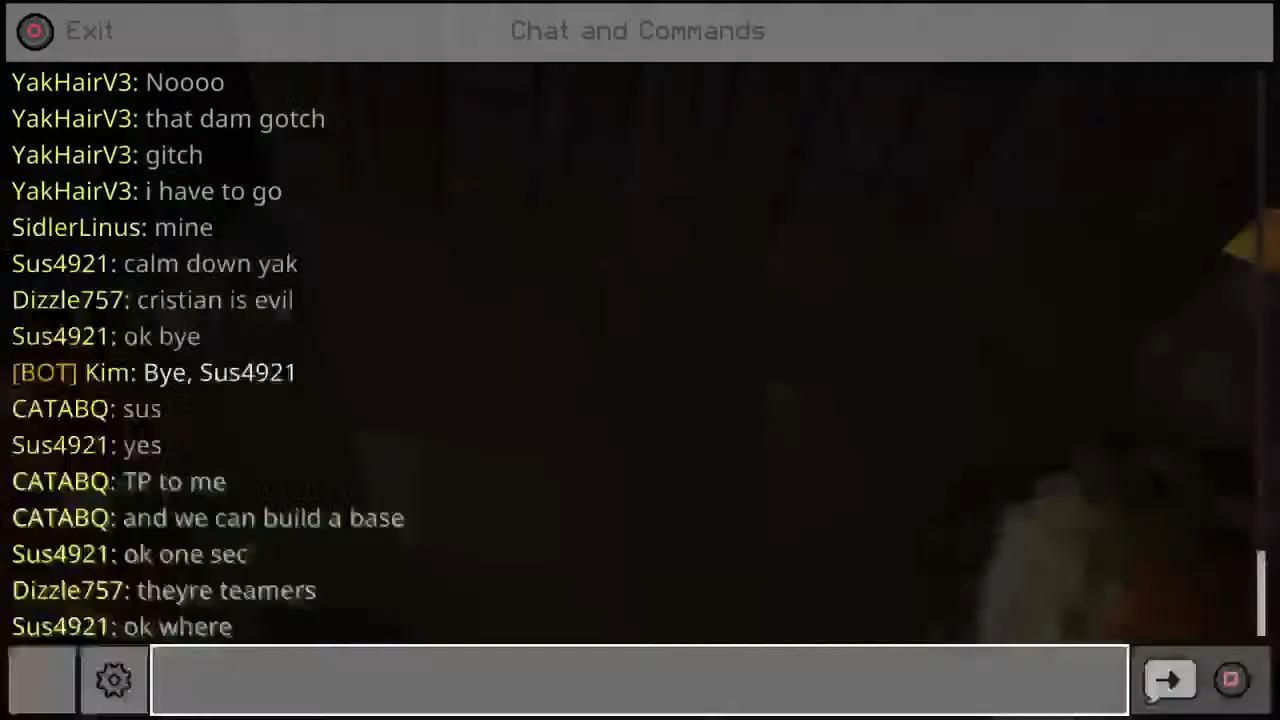 Exit
Chat and Commands
YakHairV3: Noooo
YakHairV3: that dam gotch
YakHairV3: gitch
YakHairV3: i have to go
SidlerLinus: mine
Sus4921: calm down yak
Dizzle757: cristian is evil
Sus4921: ok bye
[BOT] Kim: Bye, Sus4921
CATABQ: sus
Sus4921: yes
CATABQ: TP to me
CATABQ: and we can build a base
Sus4921: ok one sec
Dizzle757: theyre teamers
Sus4921: ok where